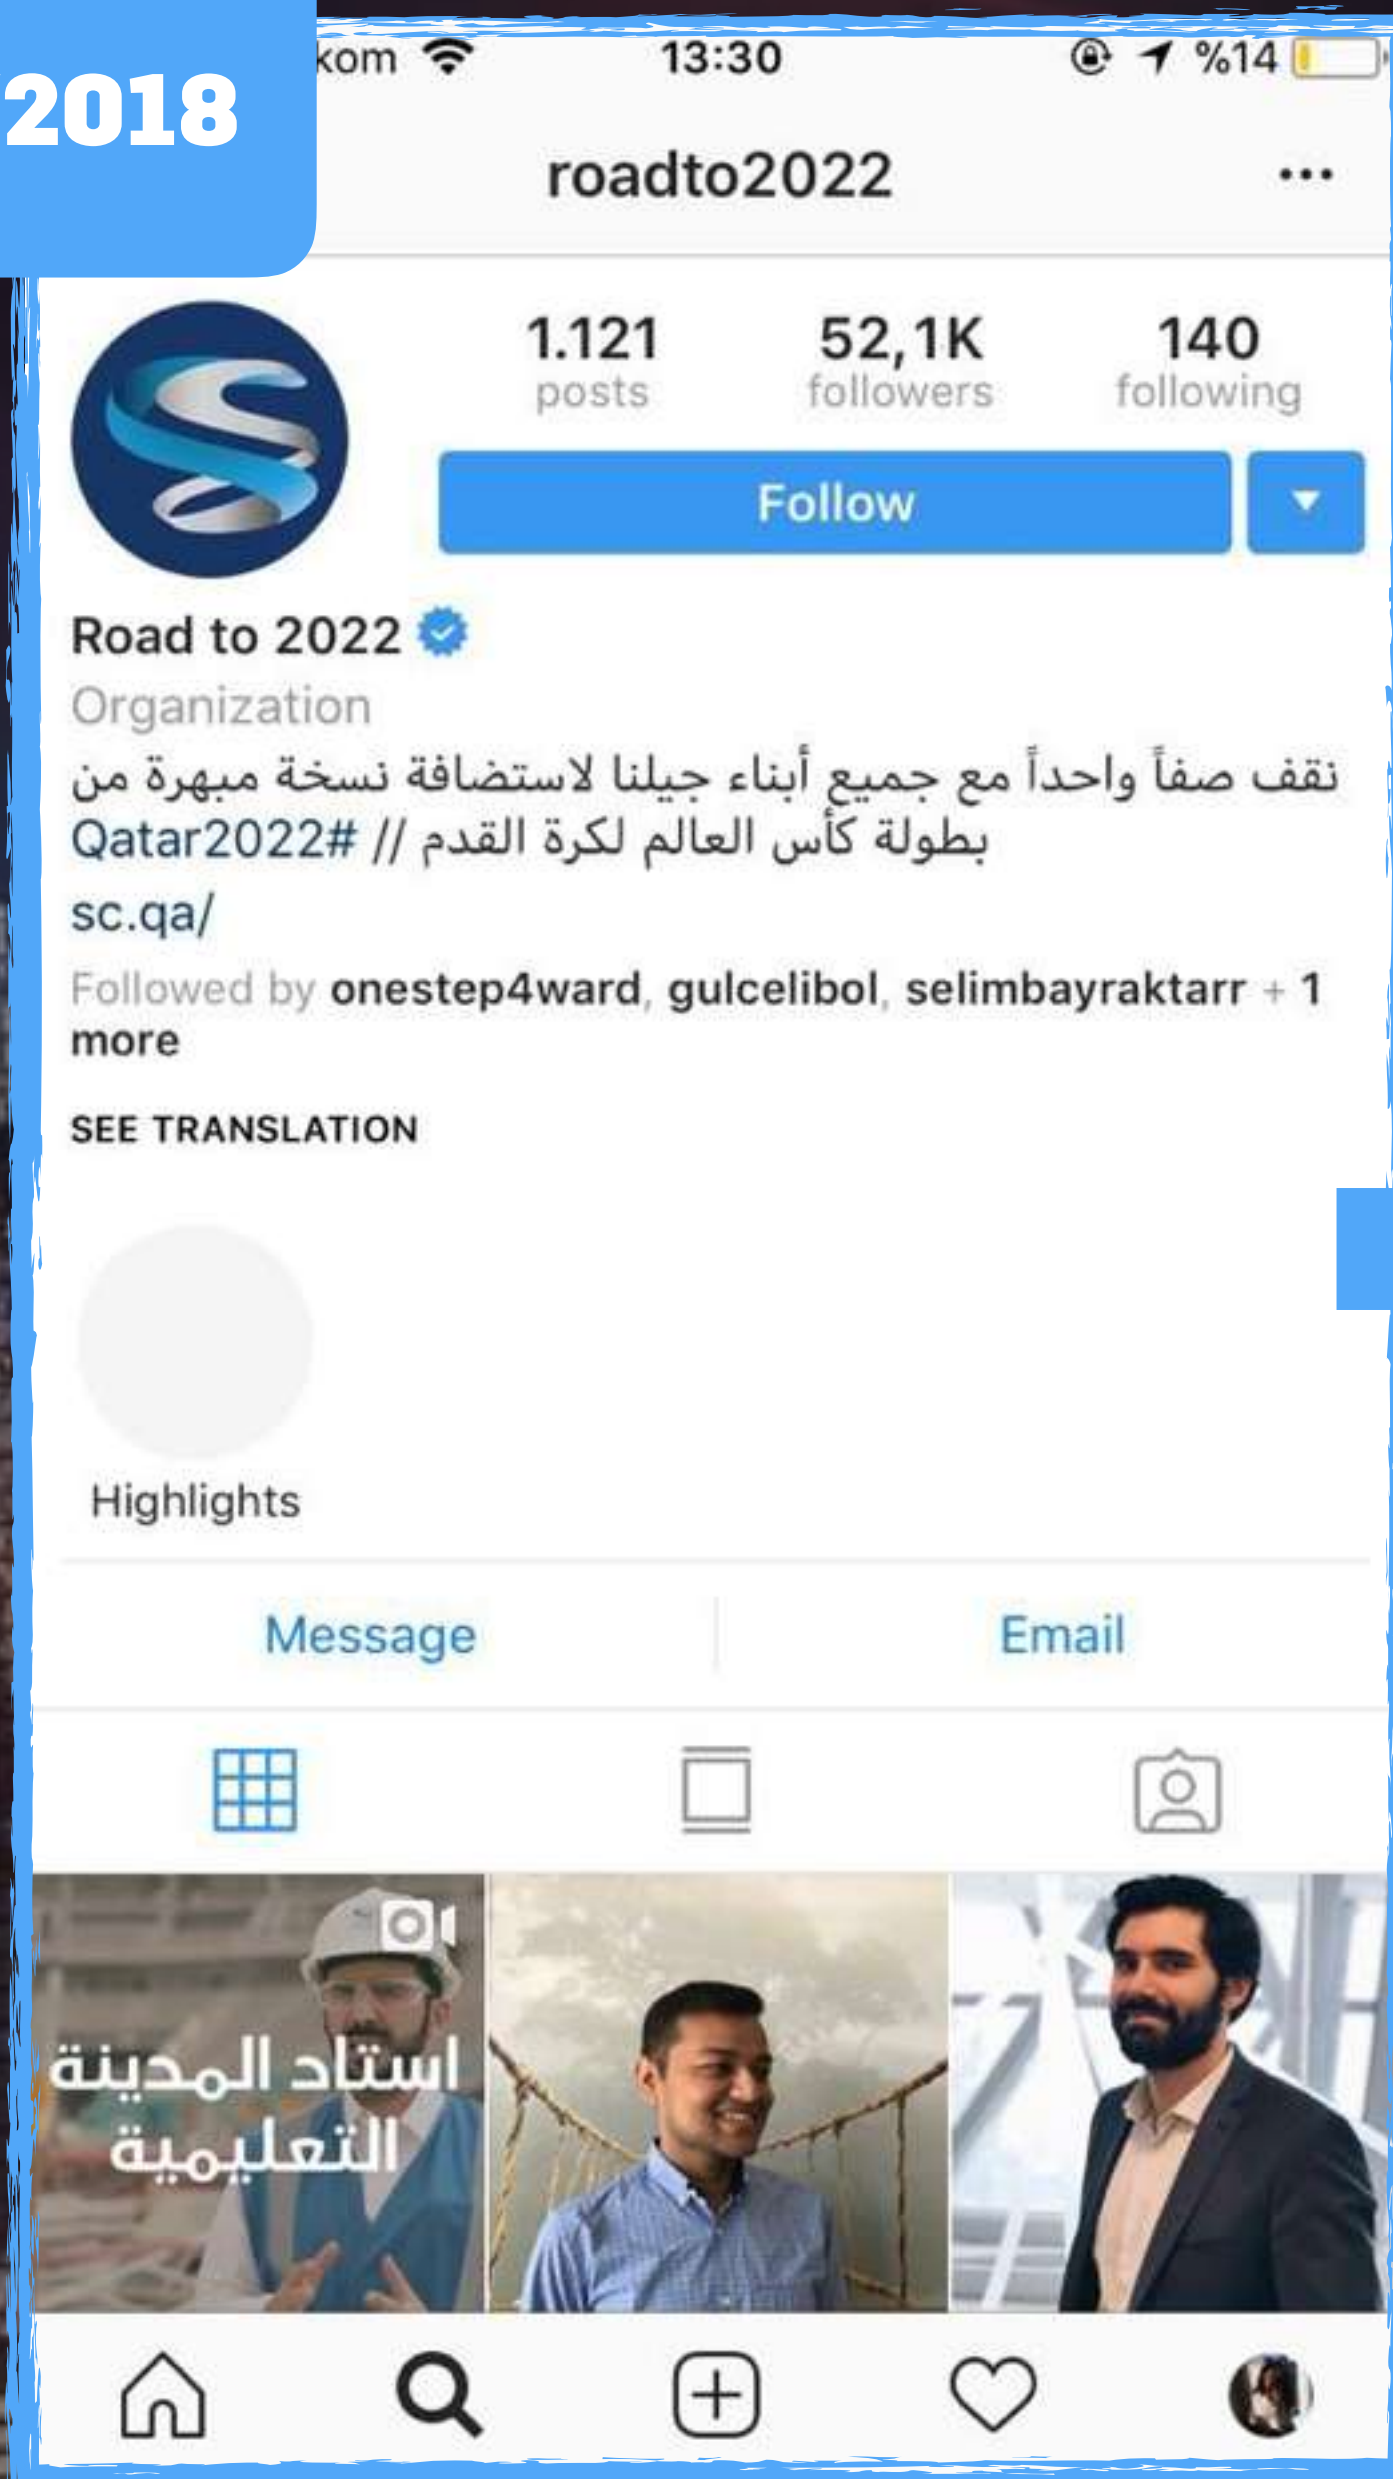 2018
kom 13:30 %14
roadto2022
1.121 52,1K 140
posts followers following
Follow
Road to 2022
Organization
نقف صفاً واحداً مع جميع أبناء جيلنا لاستضافة نسخة مبهرة من
بطولة كأس العالم لكرة القدم // #Qatar2022
sc.qa/
Followed by onestep4ward, gulcelibol, selimbayraktarr + 1
more
SEE TRANSLATION
Highlights
Message Email
استاد المدينة
التعليمية